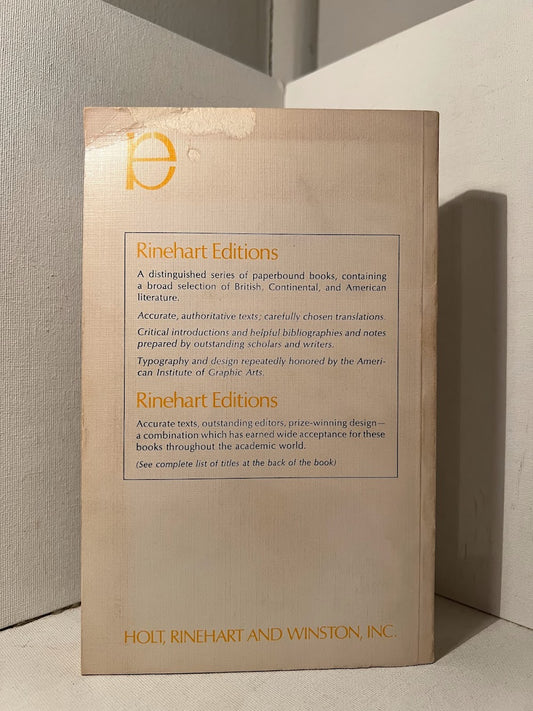 re
Rinehart Editions
A distinguished series of paperbound books, containing
a broad selection of British, Continental, and American
literature.
Accurate, authoritative texts; carefully chosen translations.
Critical introductions and helpful bibliographies and notes
prepared by outstanding scholars and writers.
Typography and design repeatedly honored by the Ameri-
can Institute of Graphic Arts.
Rinehart Editions
Accurate texts, outstanding editors, prize-winning design—
a combination which has earned wide acceptance for these
books throughout the academic world.
(See complete list of titles at the back of the book)
HOLT, RINEHART AND WINSTON, INC.